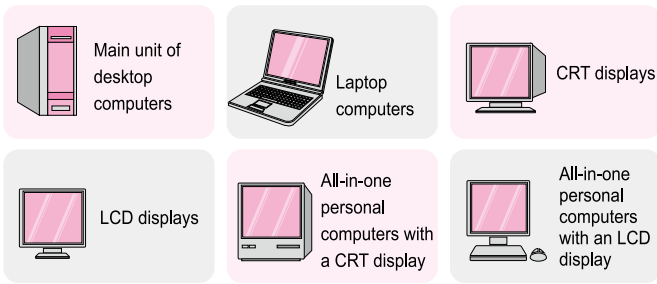 Main unit of
desktop
computers
Laptop
computers
CRT displays
LCD displays
All-in-one
personal
computers with
a CRT display
All-in-one
personal
computers
with an LCD
display